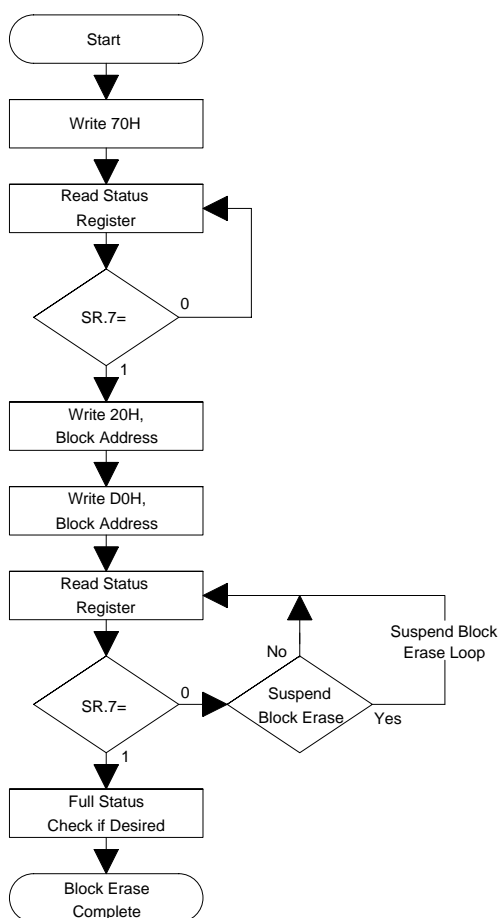 Start
Write 70H
Read Status
Register
SR.7=
0
1
Write 20H,
Block Address
Write D0H,
Block Address
Read Status
Register
Suspend Block
Erase Loop
No
SR.7=
0
Suspend
Block Erase
Yes
1
Full Status
Check if Desired
Block Erase
Complete